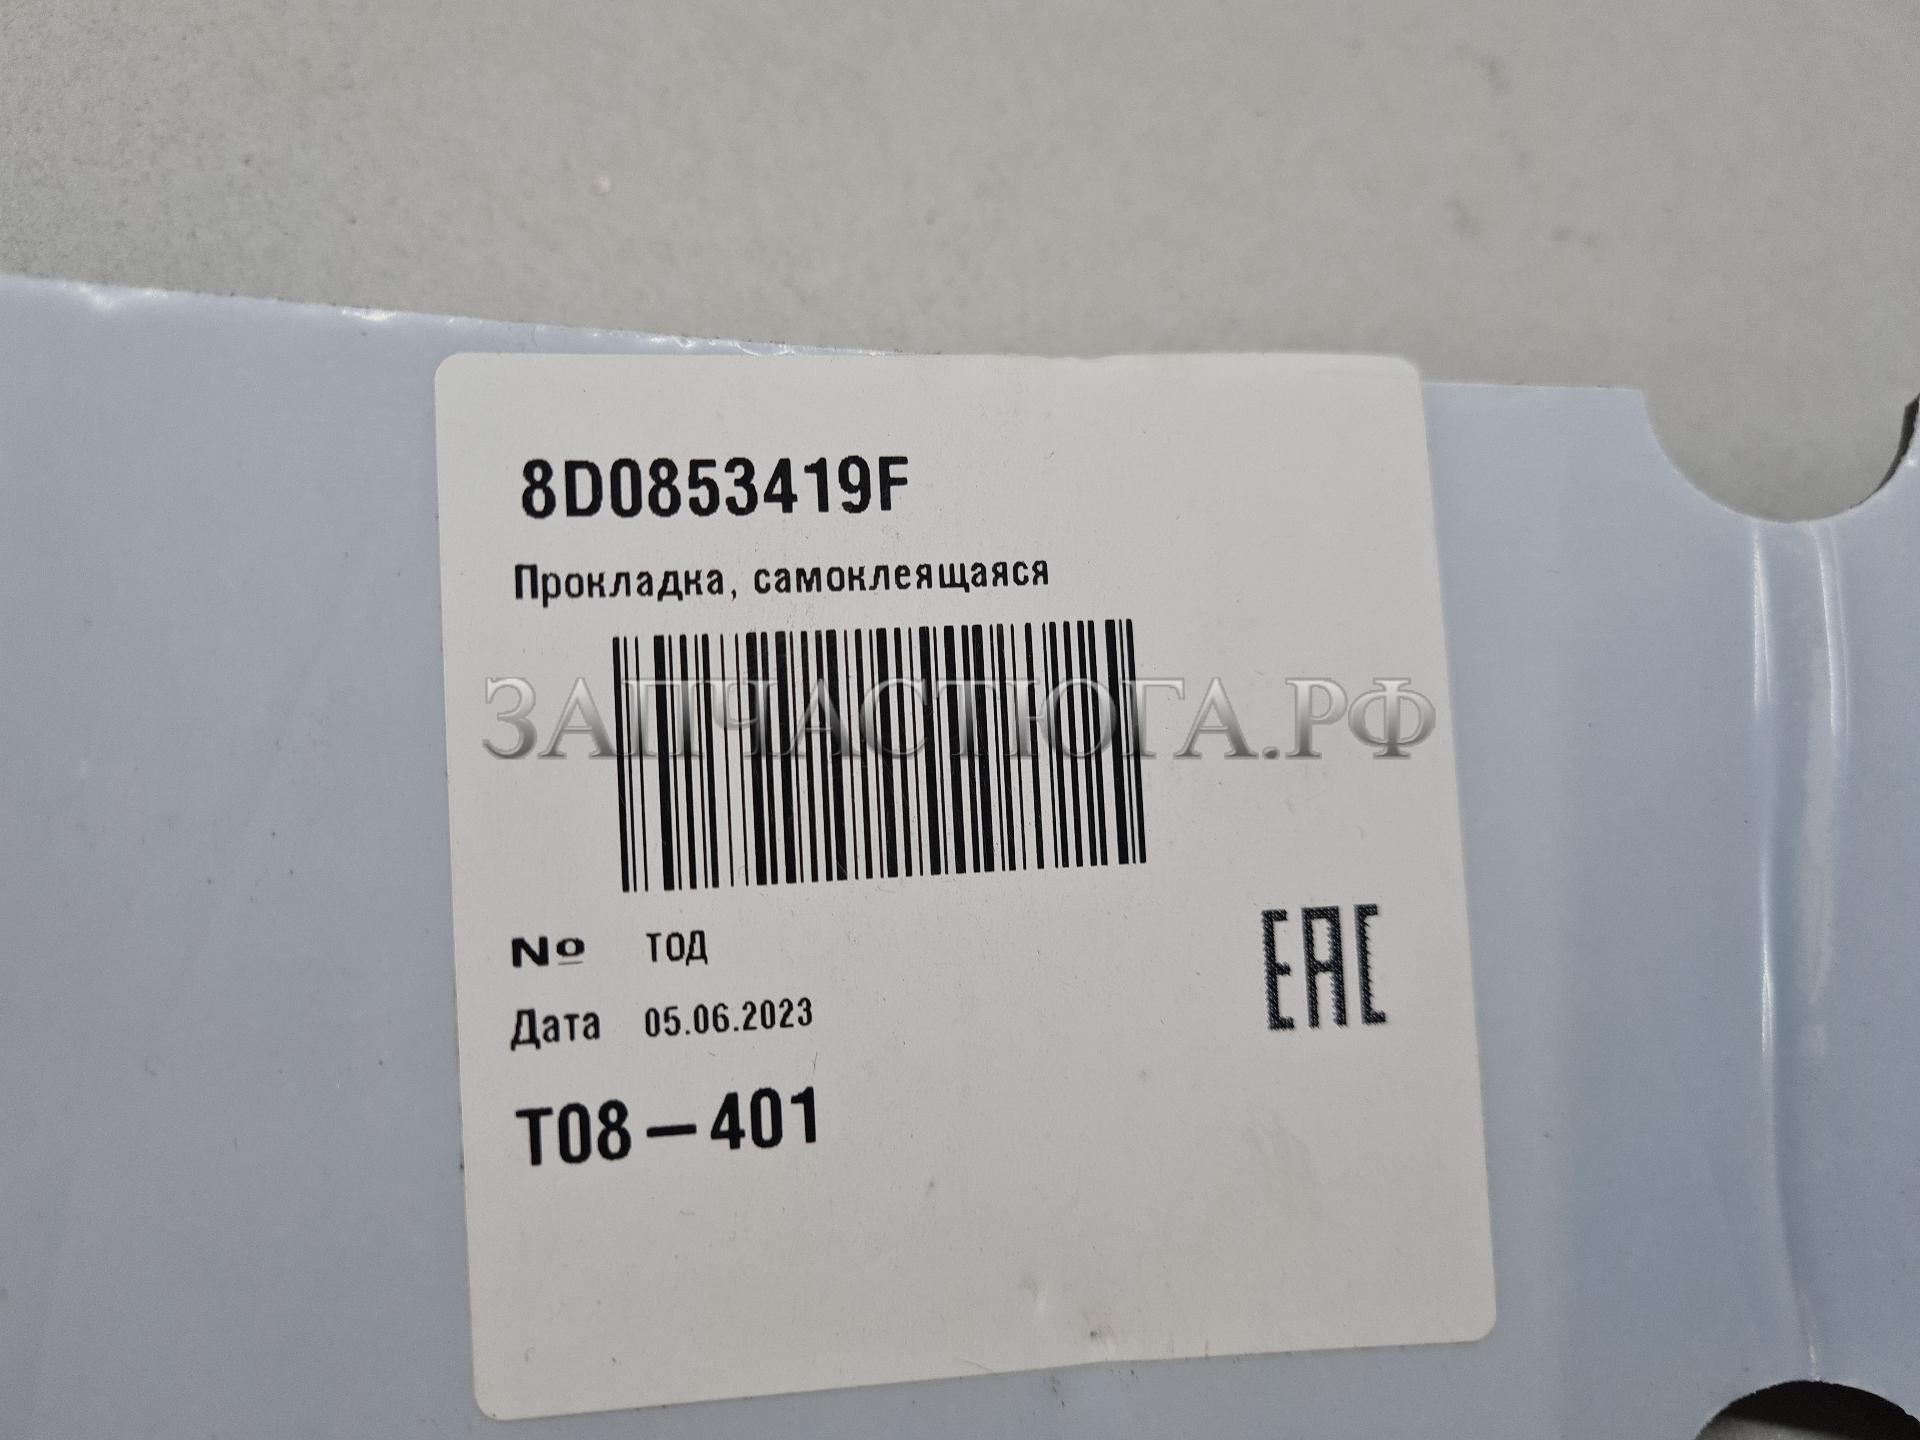 8D0853419F
Прокладка, самоклеящаяся
ЗАПЧАСТЮГА.РФ
№ ТОД
Дата 05.06.2023
EAC
T08-401